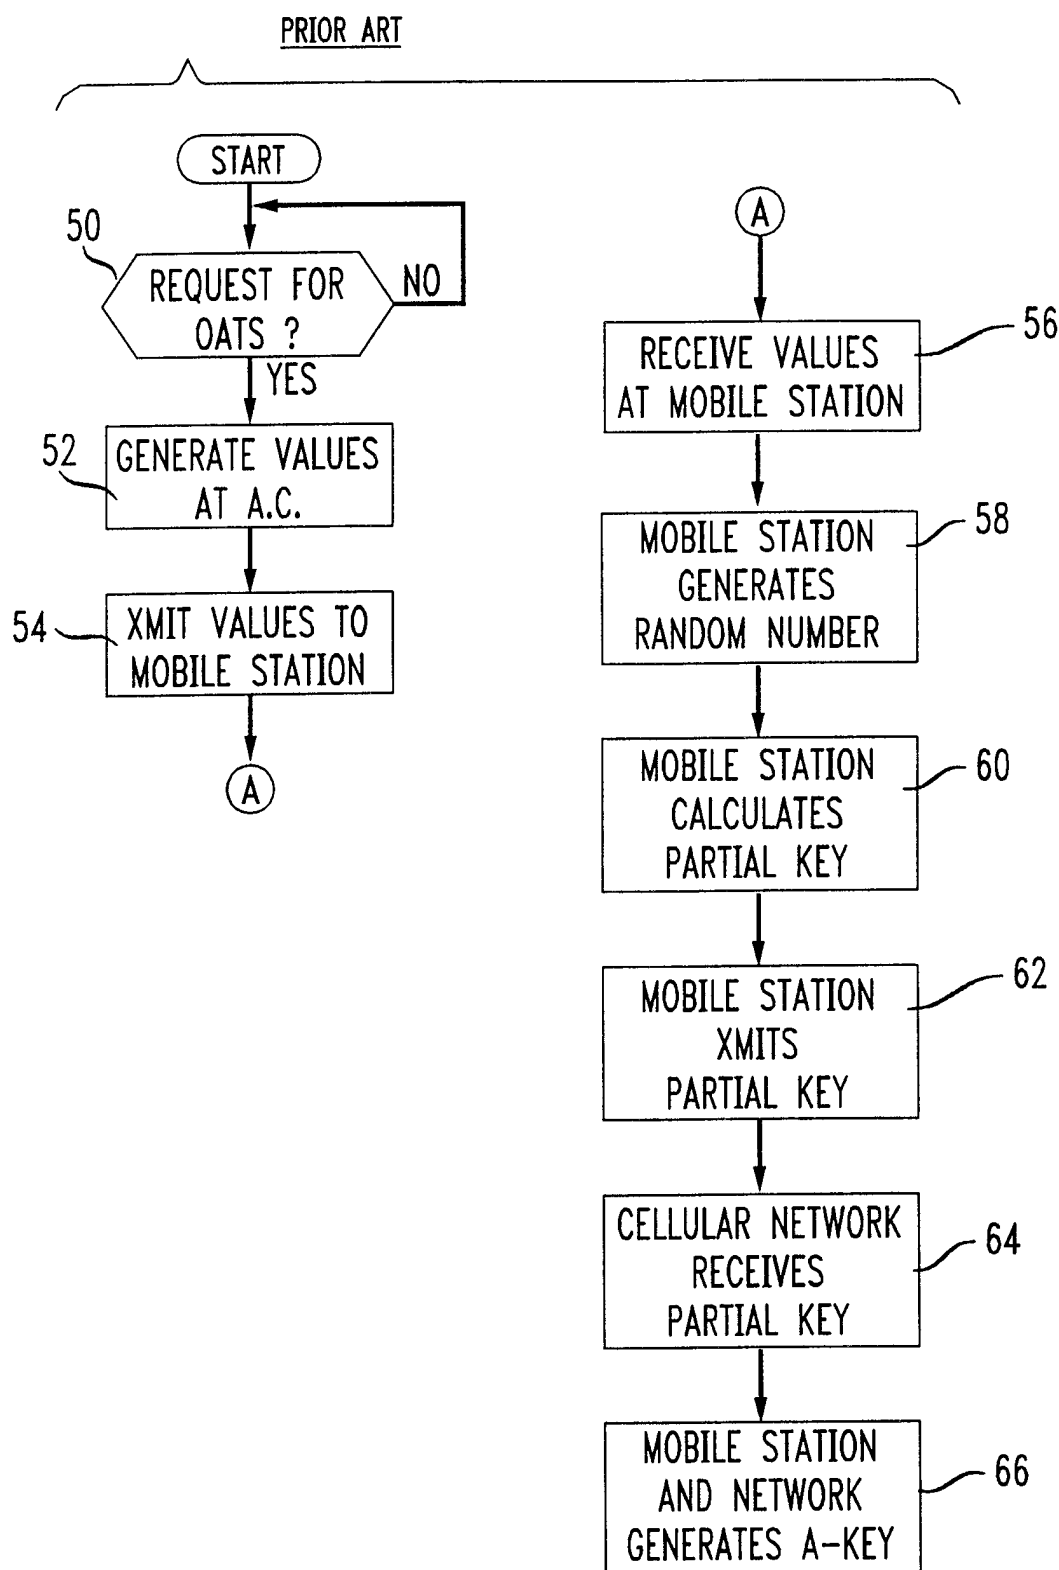 PRIOR ART
START
50
REQUEST FOR
OATS ?
NO
YES
52
GENERATE VALUES
AT A.C.
54
XMIT VALUES TO
MOBILE STATION
A
A
56
RECEIVE VALUES
AT MOBILE STATION
58
MOBILE STATION
GENERATES
RANDOM NUMBER
60
MOBILE STATION
CALCULATES
PARTIAL KEY
62
MOBILE STATION
XMITS
PARTIAL KEY
64
CELLULAR NETWORK
RECEIVES
PARTIAL KEY
66
MOBILE STATION
AND NETWORK
GENERATES A-KEY